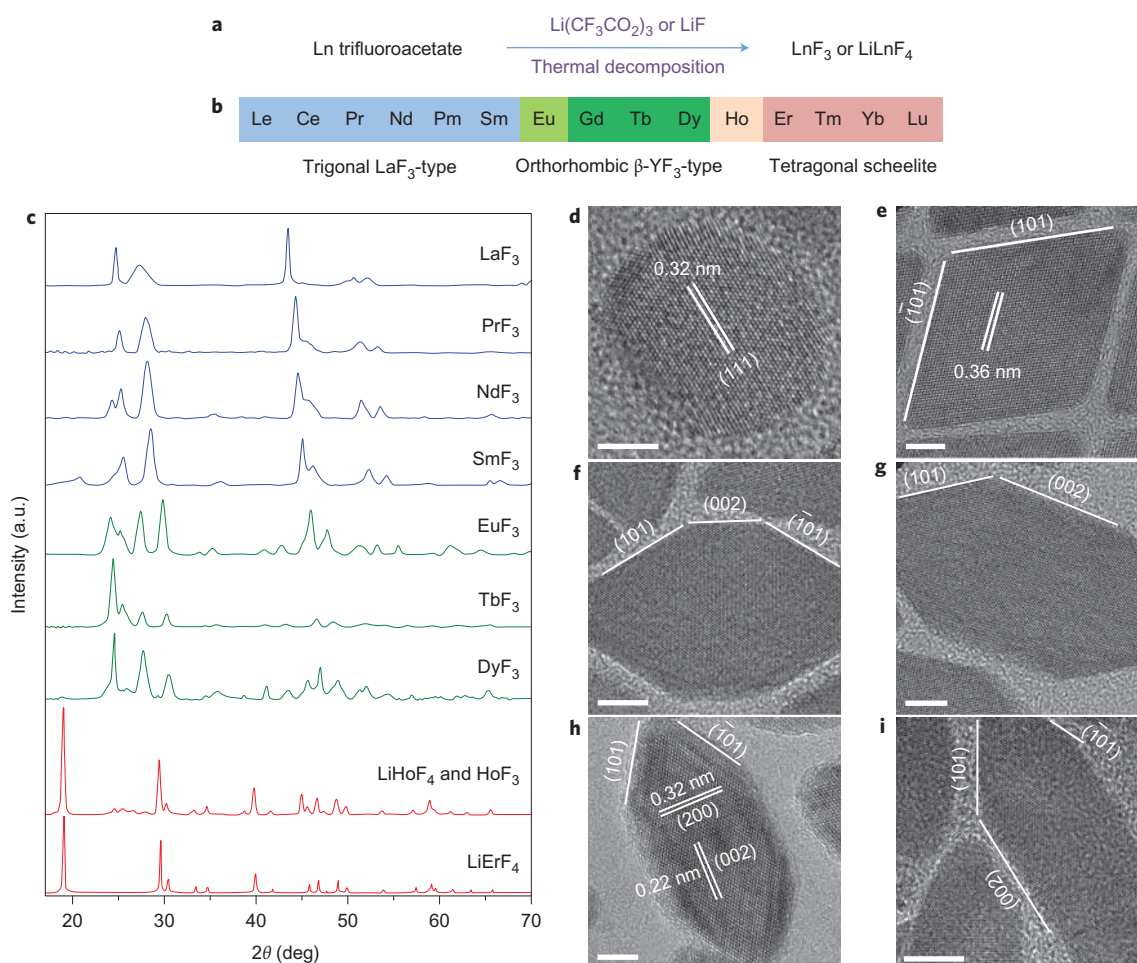 a
Li(CF₃CO₂)₃ or LiF
Ln trifluoroacetate
LnF₃ or LiLnF₄
Thermal decomposition
b
Le Ce Pr Nd Pm Sm Eu Gd Tb Dy Ho Er Tm Yb Lu
Trigonal LaF₃-type Orthorhombic β-YF₃-type Tetragonal scheelite
c
LaF₃
PrF₃
NdF₃
SmF₃
EuF₃
TbF₃
DyF₃
LiHoF₄ and HoF₃
LiErF₄
Intensity (a.u.)
20 30 40 50 60 70
2θ (deg)
d
0.32 nm
(111)
e
(101)
(1̄01)
0.36 nm
f
(101)
(002)
(1̄01)
g
(101)
(002)
h
(101)
(1̄01)
0.32 nm
(200)
(002)
0.22 nm
i
(101)
(1̄01)
(002)